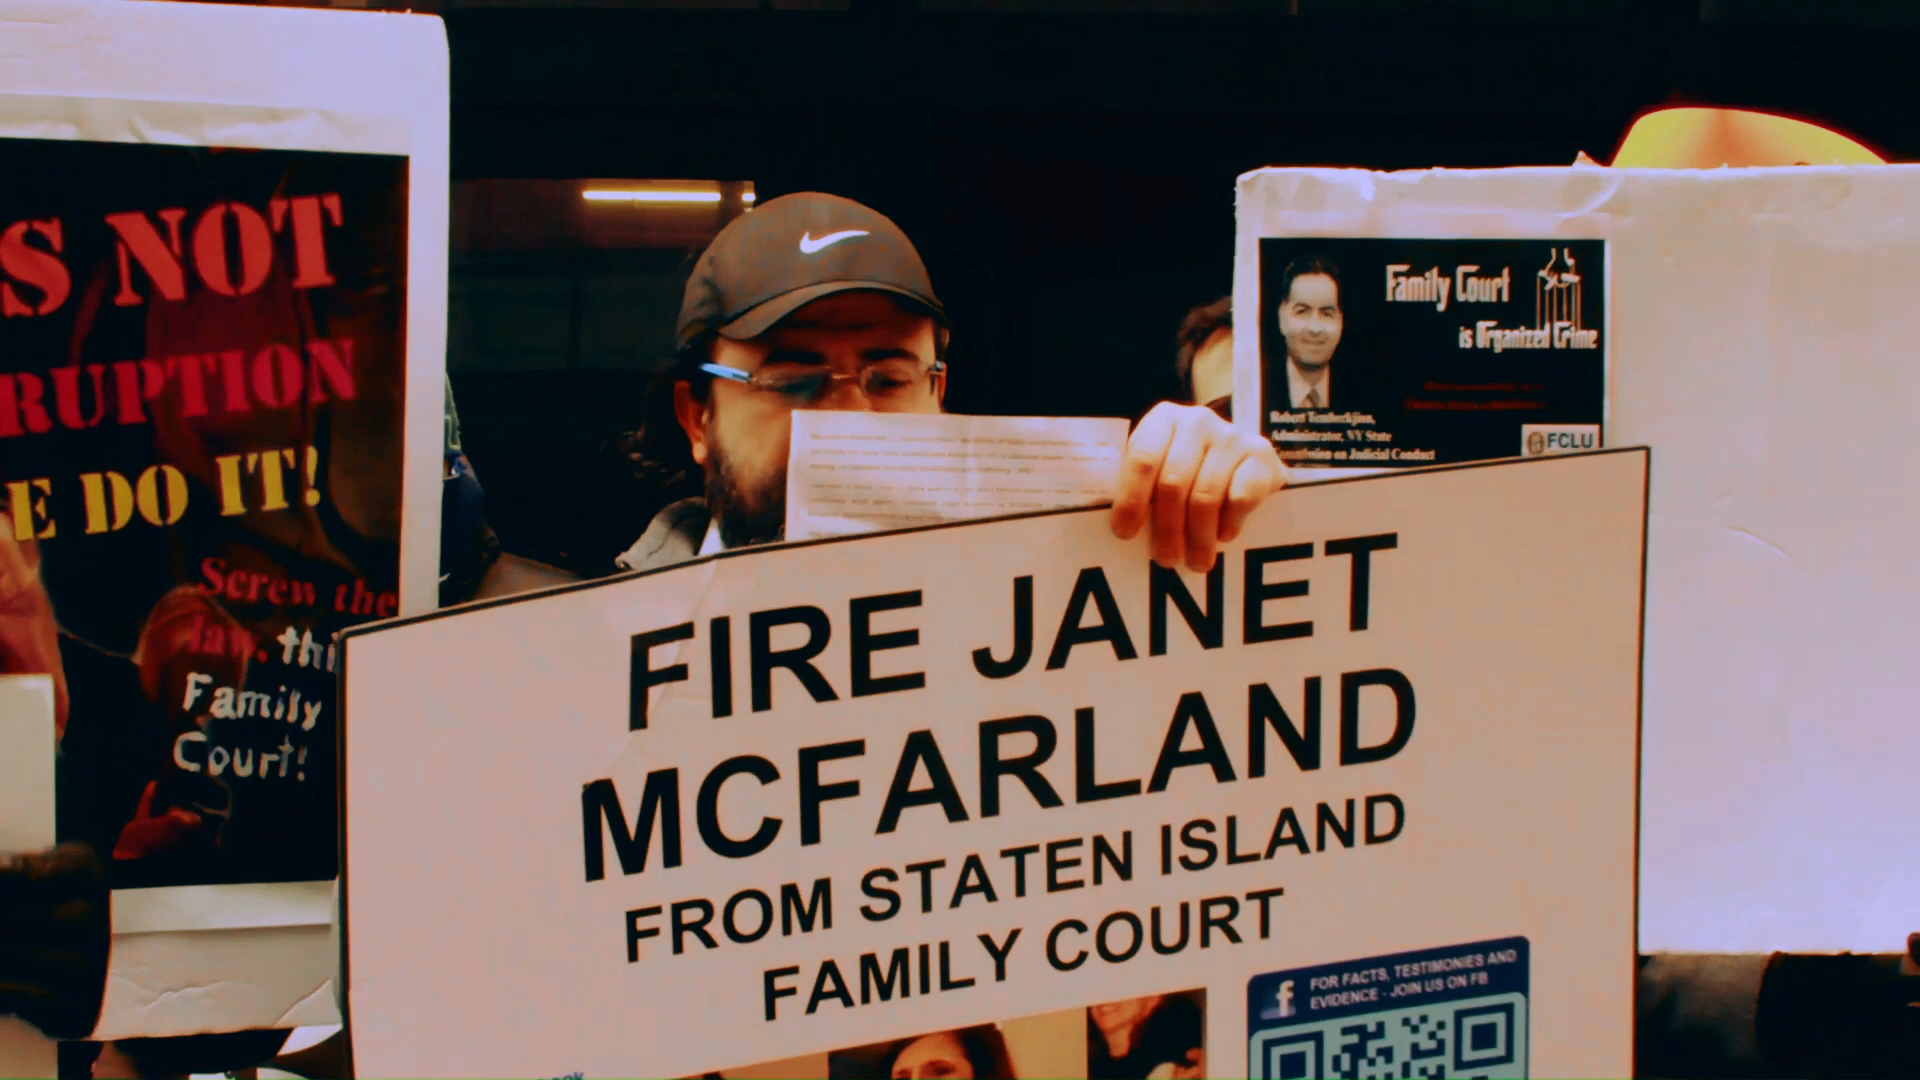 S NOT
RUPTION
E DO IT!
Screw the
law. thi
Family
Court!
Family Court
is Organized Crime
Robert Tembeckjian,
Administrator, NY State
Commission on Judicial Conduct
FCLU
FIRE JANET
MCFARLAND
FROM STATEN ISLAND
FAMILY COURT
FOR FACTS, TESTIMONIES AND
EVIDENCE - JOIN US ON FB